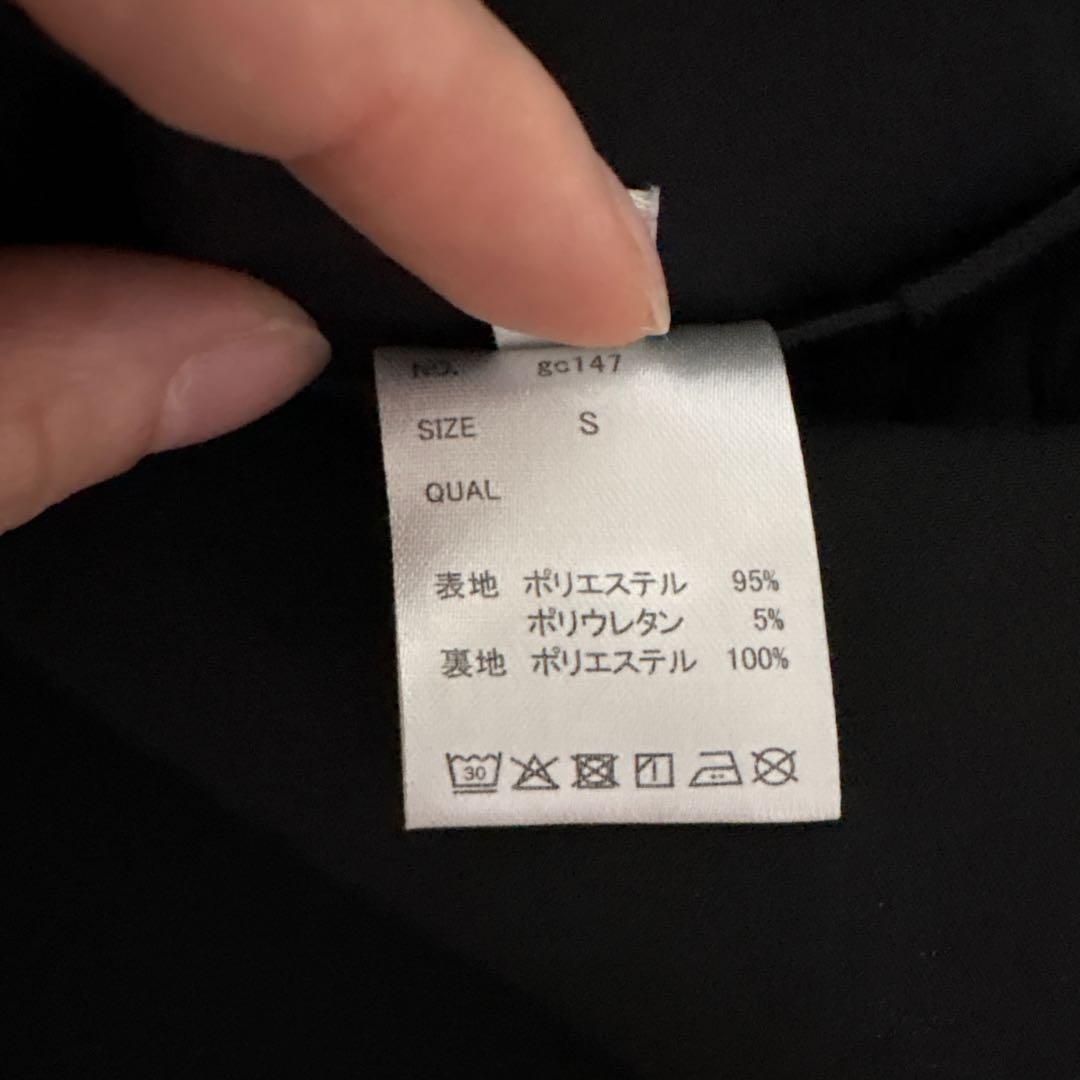 NO. gc147
SIZE S
QUAL
表地 ポリエステル 95%
ポリウレタン 5%
裏地 ポリエステル 100%
30